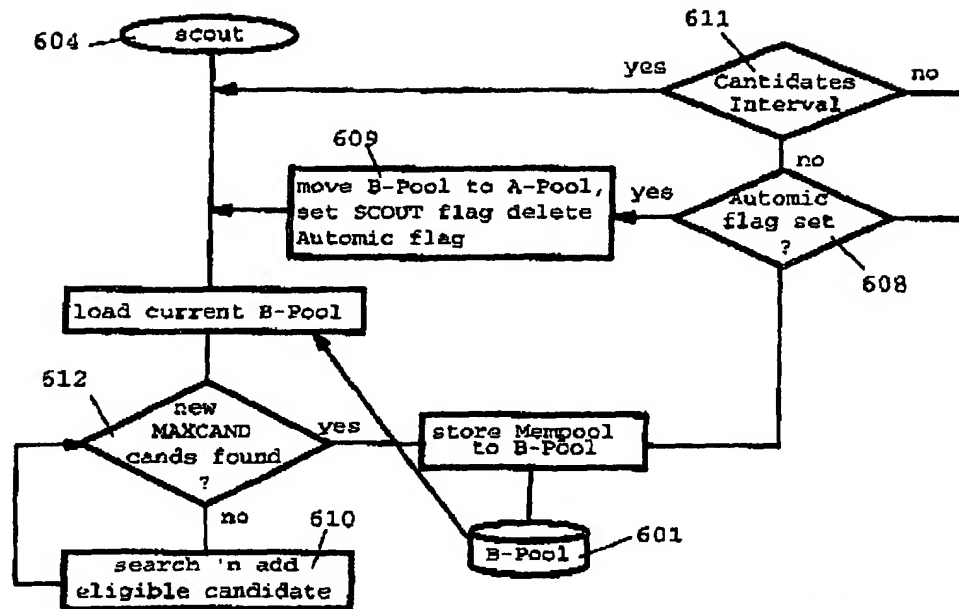 604
scout
611
yes
Cantidates
Interval
no
609
move B-Pool to A-Pool,
set SCOUT flag delete
Automic flag
yes
no
Automic
flag set
?
608
load current B-Pool
612
new
MAXCAND
cands found
?
yes
store Mempool
to B-Pool
no
610
search 'n add
eligible candidate
B-Pool
601